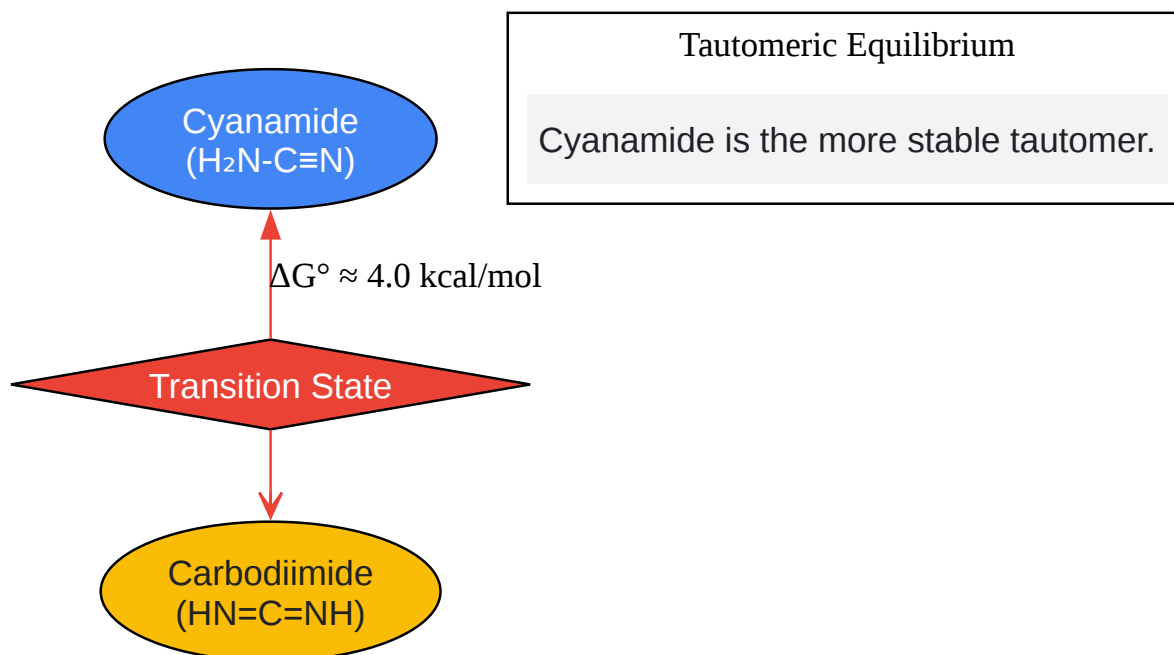 Tautomeric Equilibrium
Cyanamide is the more stable tautomer.
Cyanamide
(H₂N-C≡N)
ΔG° ≈ 4.0 kcal/mol
Transition State
Carbodiimide
(HN=C=NH)